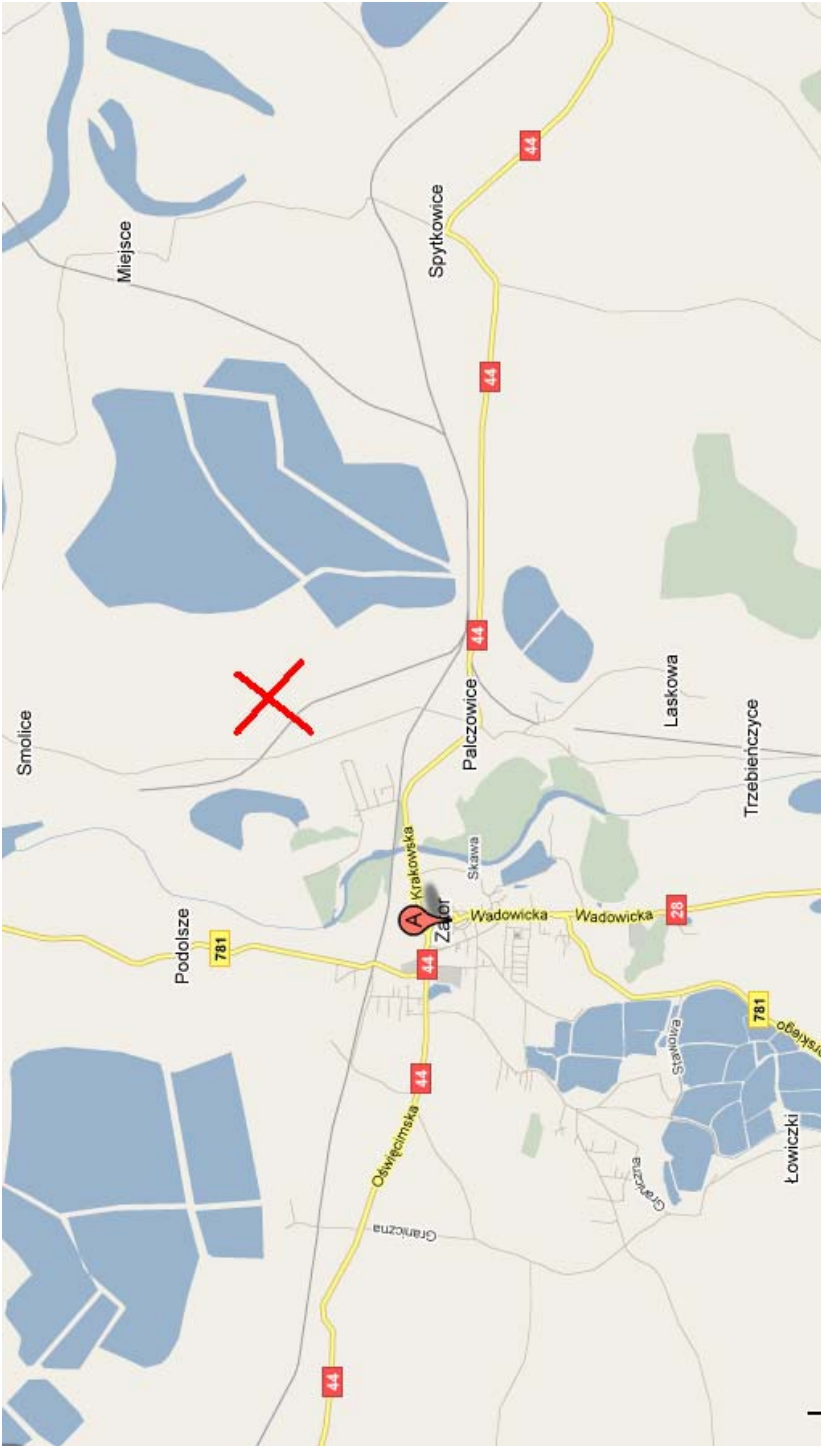 Smolice
Miejsce
Podolsze
781
44
Oświęcimska
Graniczna
44
44
A
Krakowska
Zator
Spytkowice
Palczowice
Skawa
44
44
44
Wadowicka
Wadowicka
28
Graniczna
Stawowa
Laskowa
781
Trzebieńczyce
Łowiczki
orskiego